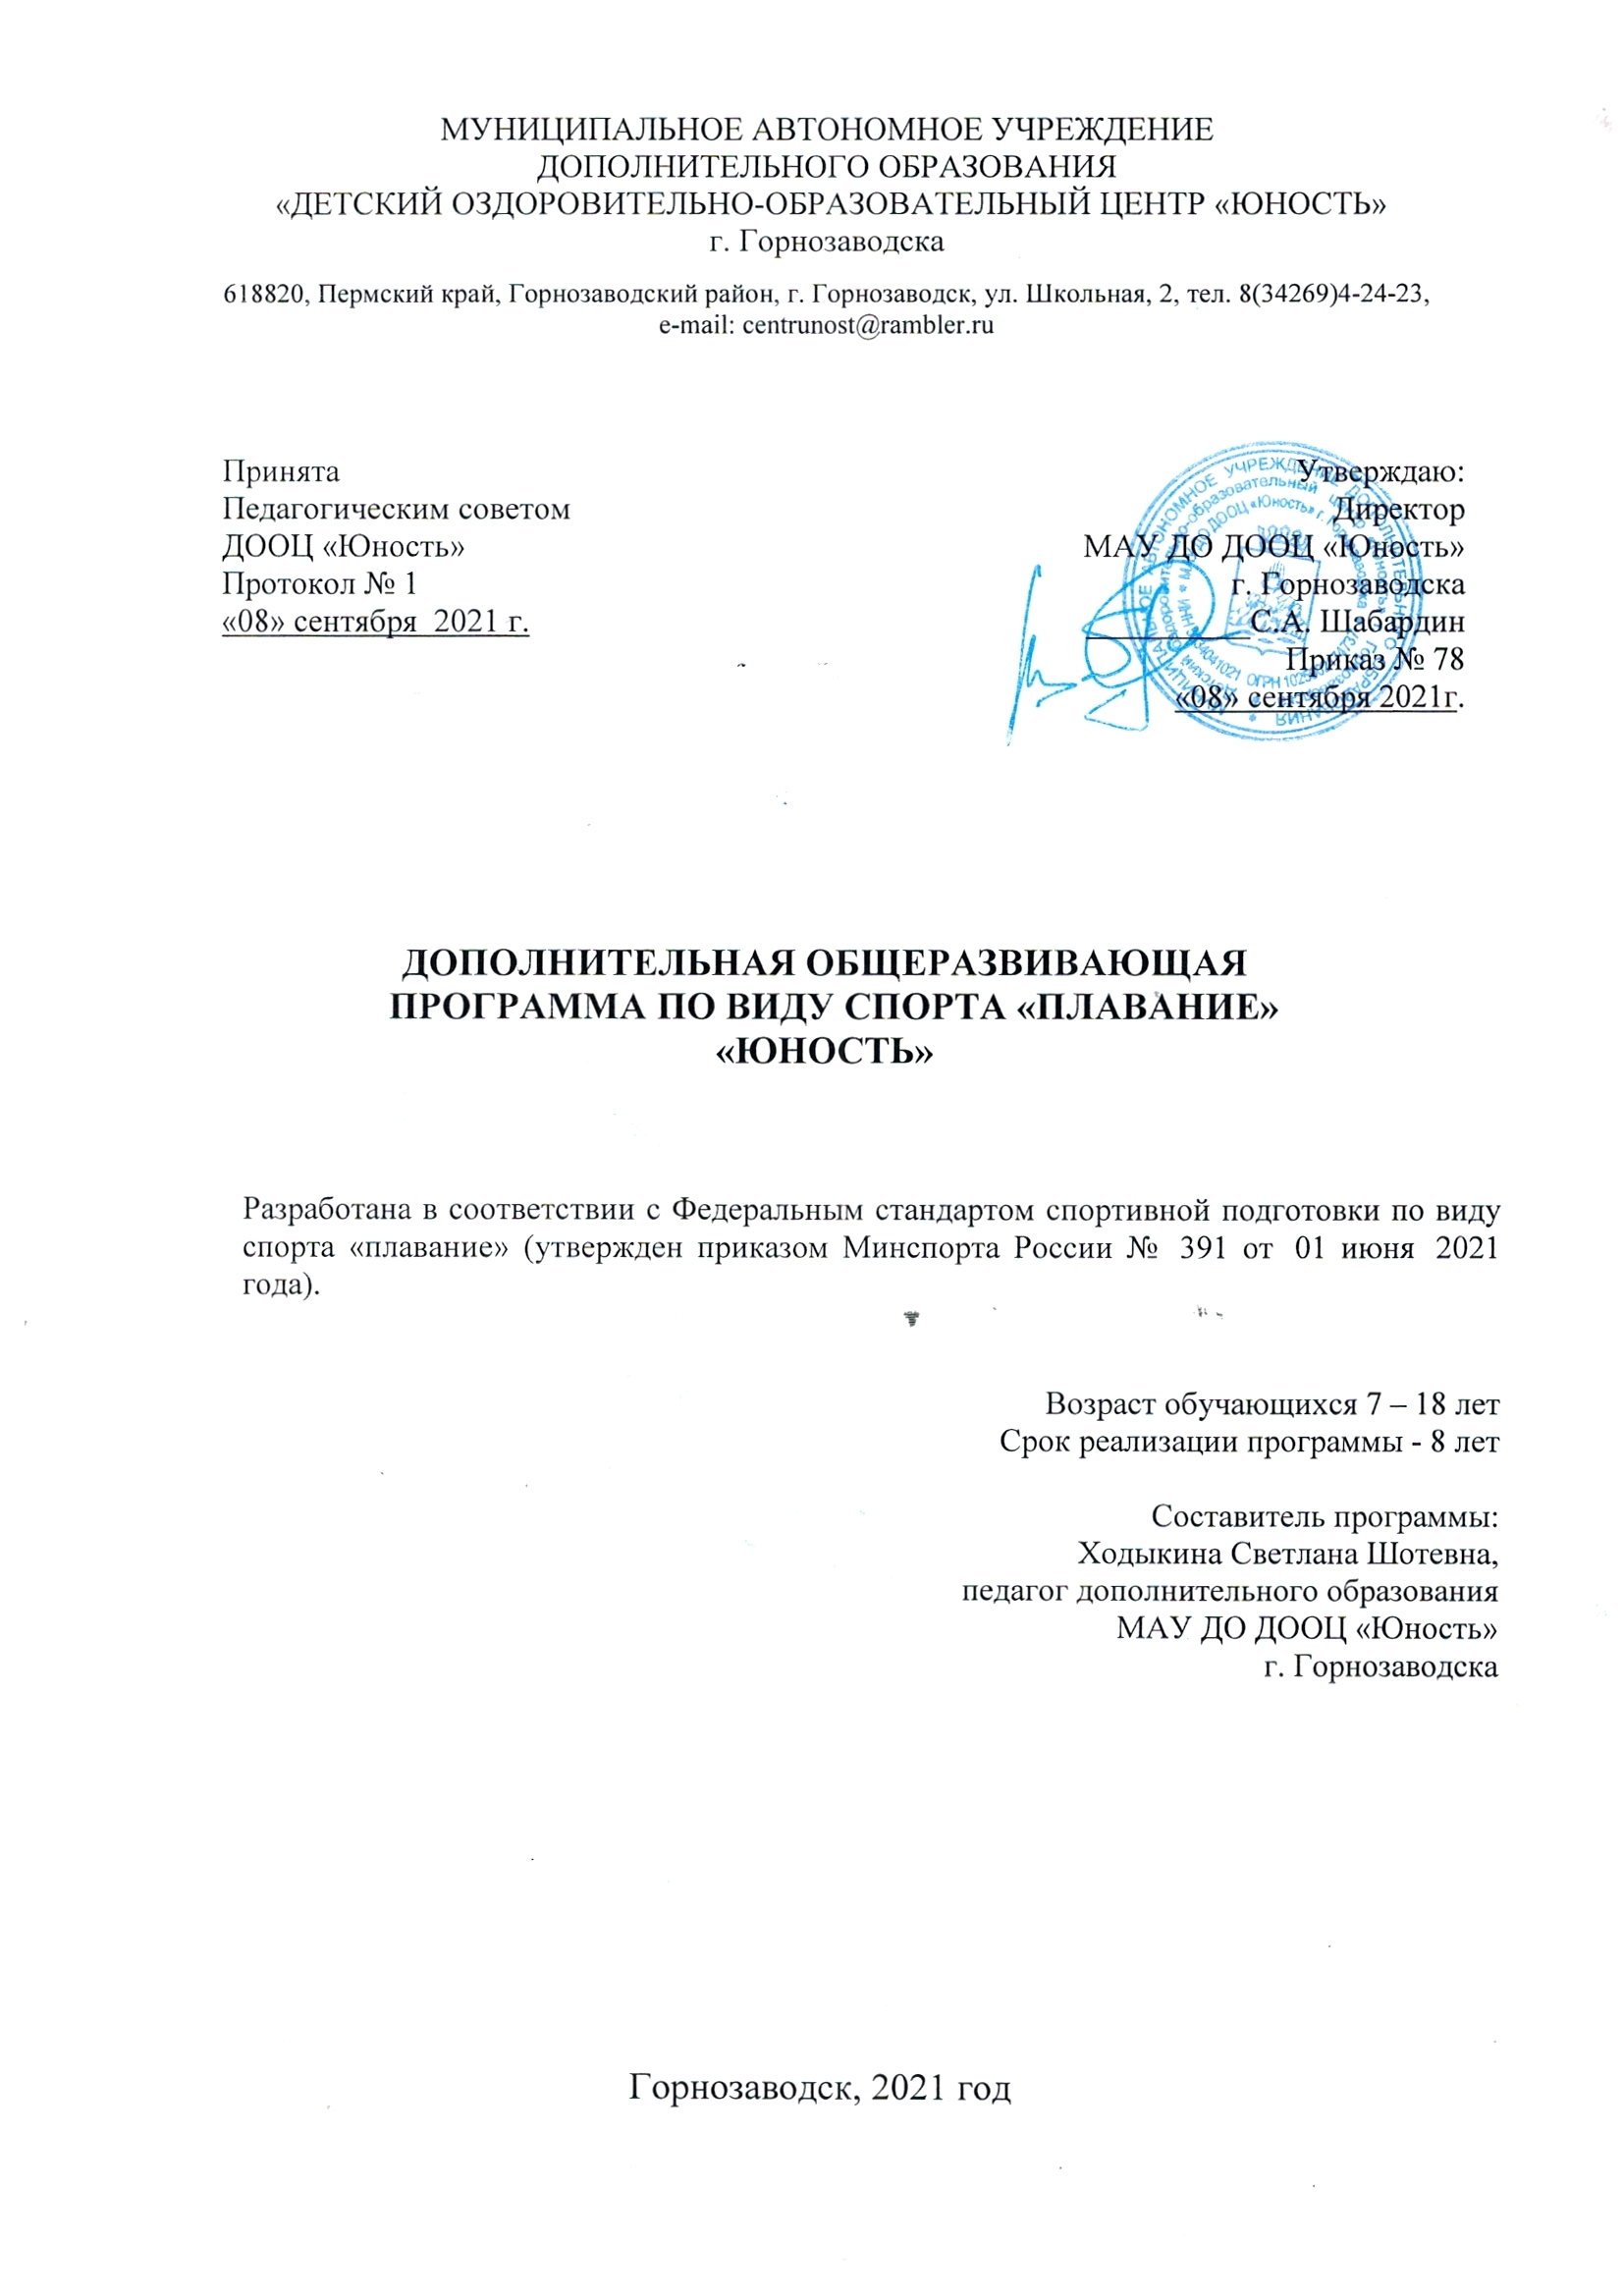 МУНИЦИПАЛЬНОЕ АВТОНОМНОЕ УЧРЕЖДЕНИЕ
ДОПОЛНИТЕЛЬНОГО ОБРАЗОВАНИЯ
«ДЕТСКИЙ ОЗДОРОВИТЕЛЬНО-ОБРАЗОВАТЕЛЬНЫЙ ЦЕНТР «ЮНОСТЬ»
г. Горнозаводска
618820, Пермский край, Горнозаводский район, г. Горнозаводск, ул. Школьная, 2, тел. 8(34269)4-24-23,
e-mail: centrunost@rambler.ru
Принята
Педагогическим советом
ДООЦ «Юность»
Протокол № 1
«08» сентября 2021 г.
Утверждаю:
Директор
МАУ ДО ДООЦ «Юность»
г. Горнозаводска
С.А. Шабардин
Приказ № 78
«08» сентября 2021г.
ДОПОЛНИТЕЛЬНАЯ ОБЩЕРАЗВИВАЮЩАЯ
ПРОГРАММА ПО ВИДУ СПОРТА «ПЛАВАНИЕ»
«ЮНОСТЬ»
Разработана в соответствии с Федеральным стандартом спортивной подготовки по виду
спорта «плавание» (утвержден приказом Минспорта России № 391 от 01 июня 2021
года).
Возраст обучающихся 7 – 18 лет
Срок реализации программы - 8 лет
Составитель программы:
Ходыкина Светлана Шотевна,
педагог дополнительного образования
МАУ ДО ДООЦ «Юность»
г. Горнозаводска
Горнозаводск, 2021 год